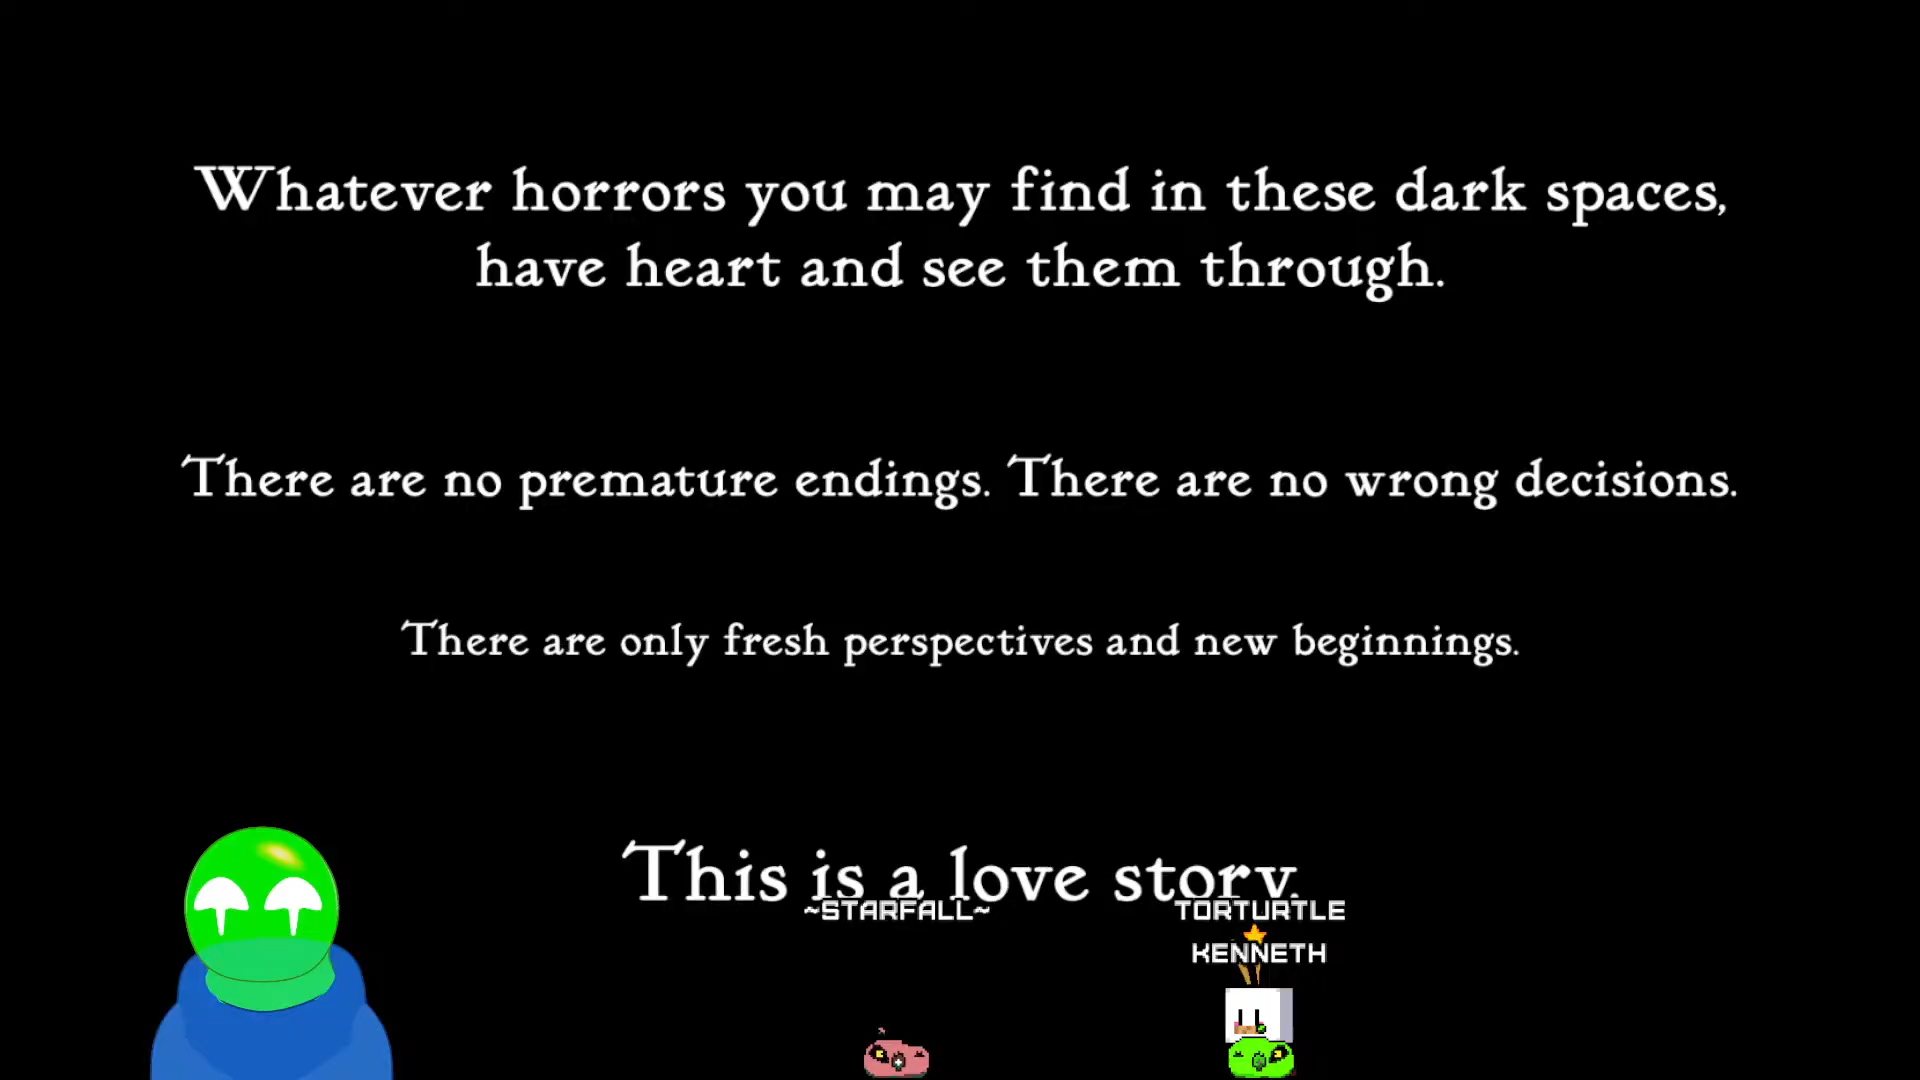 Whatever horrors you may find in these dark spaces,
have heart and see them through.
There are no premature endings. There are no wrong decisions.
There are only fresh perspectives and new beginnings.
This is a love story.
~STARFALL~
TORTURTLE
KENNETH